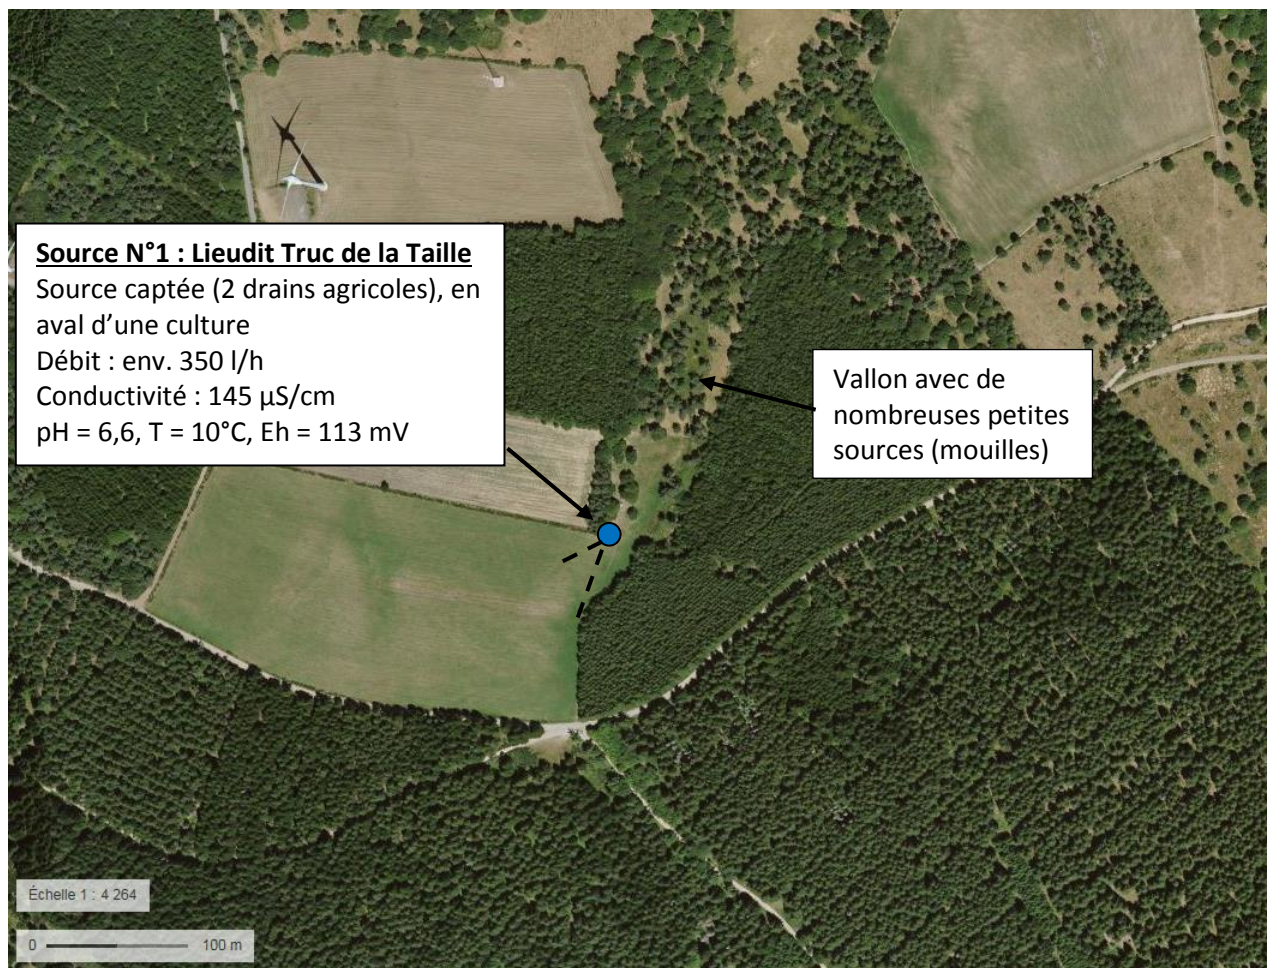 Source N°1 : Lieudit Truc de la Taille
Source captée (2 drains agricoles), en
aval d’une culture
Débit : env. 350 l/h
Conductivité : 145 µS/cm
pH = 6,6, T = 10°C, Eh = 113 mV
Vallon avec de
nombreuses petites
sources (mouilles)
Échelle 1 : 4 264
0 100 m